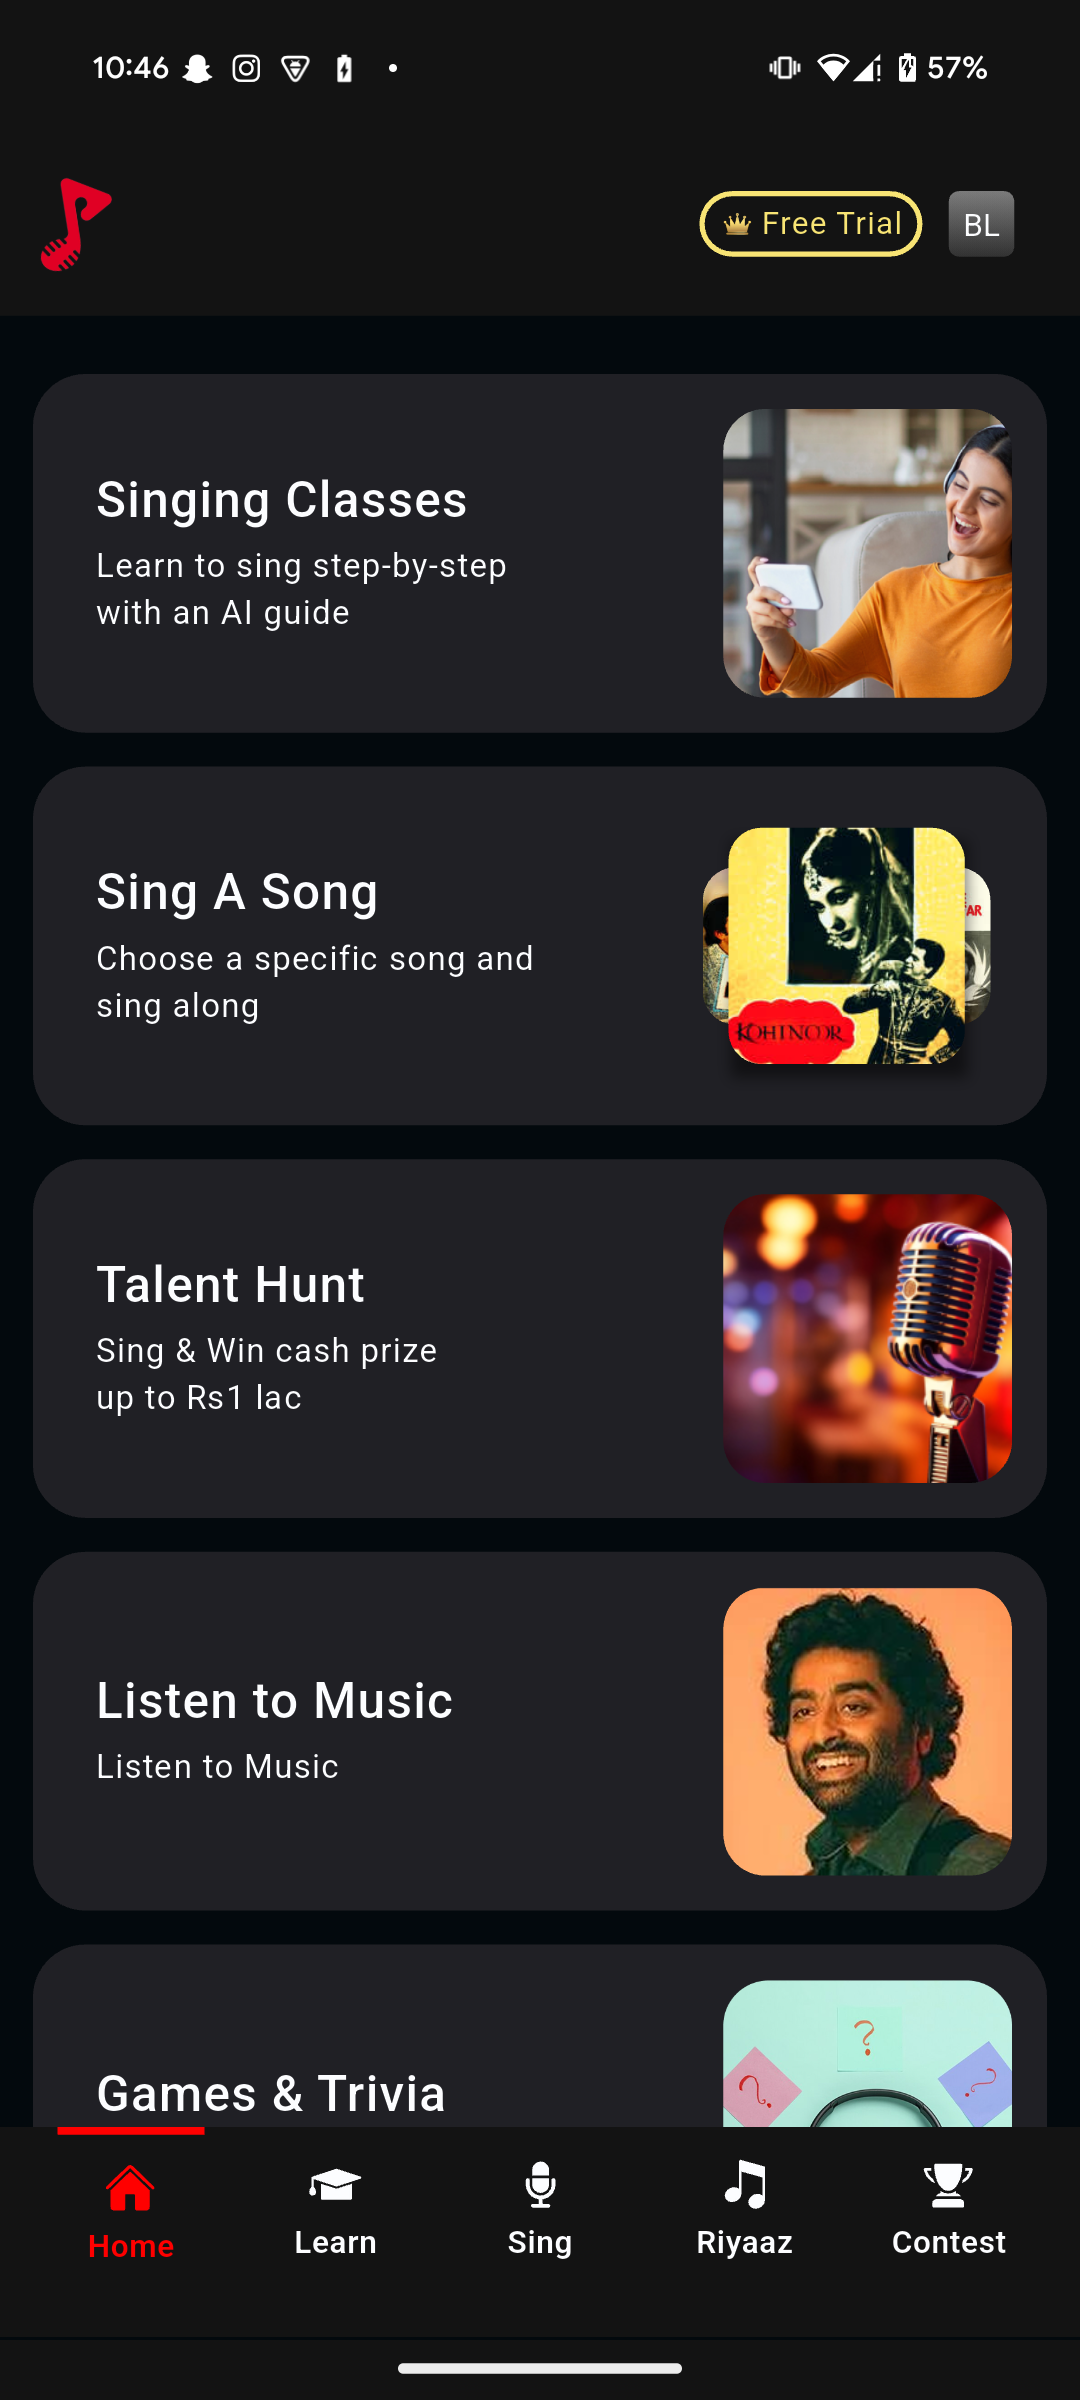 10:46
57%
Free Trial
BL
Singing Classes
Learn to sing step-by-step
with an AI guide
Sing A Song
Choose a specific song and
sing along
AR
KOHINOOR
Talent Hunt
Sing & Win cash prize
up to Rs1 lac
Listen to Music
Listen to Music
? ? ?
Games & Trivia
Home
Learn
Sing
Riyaaz
Contest